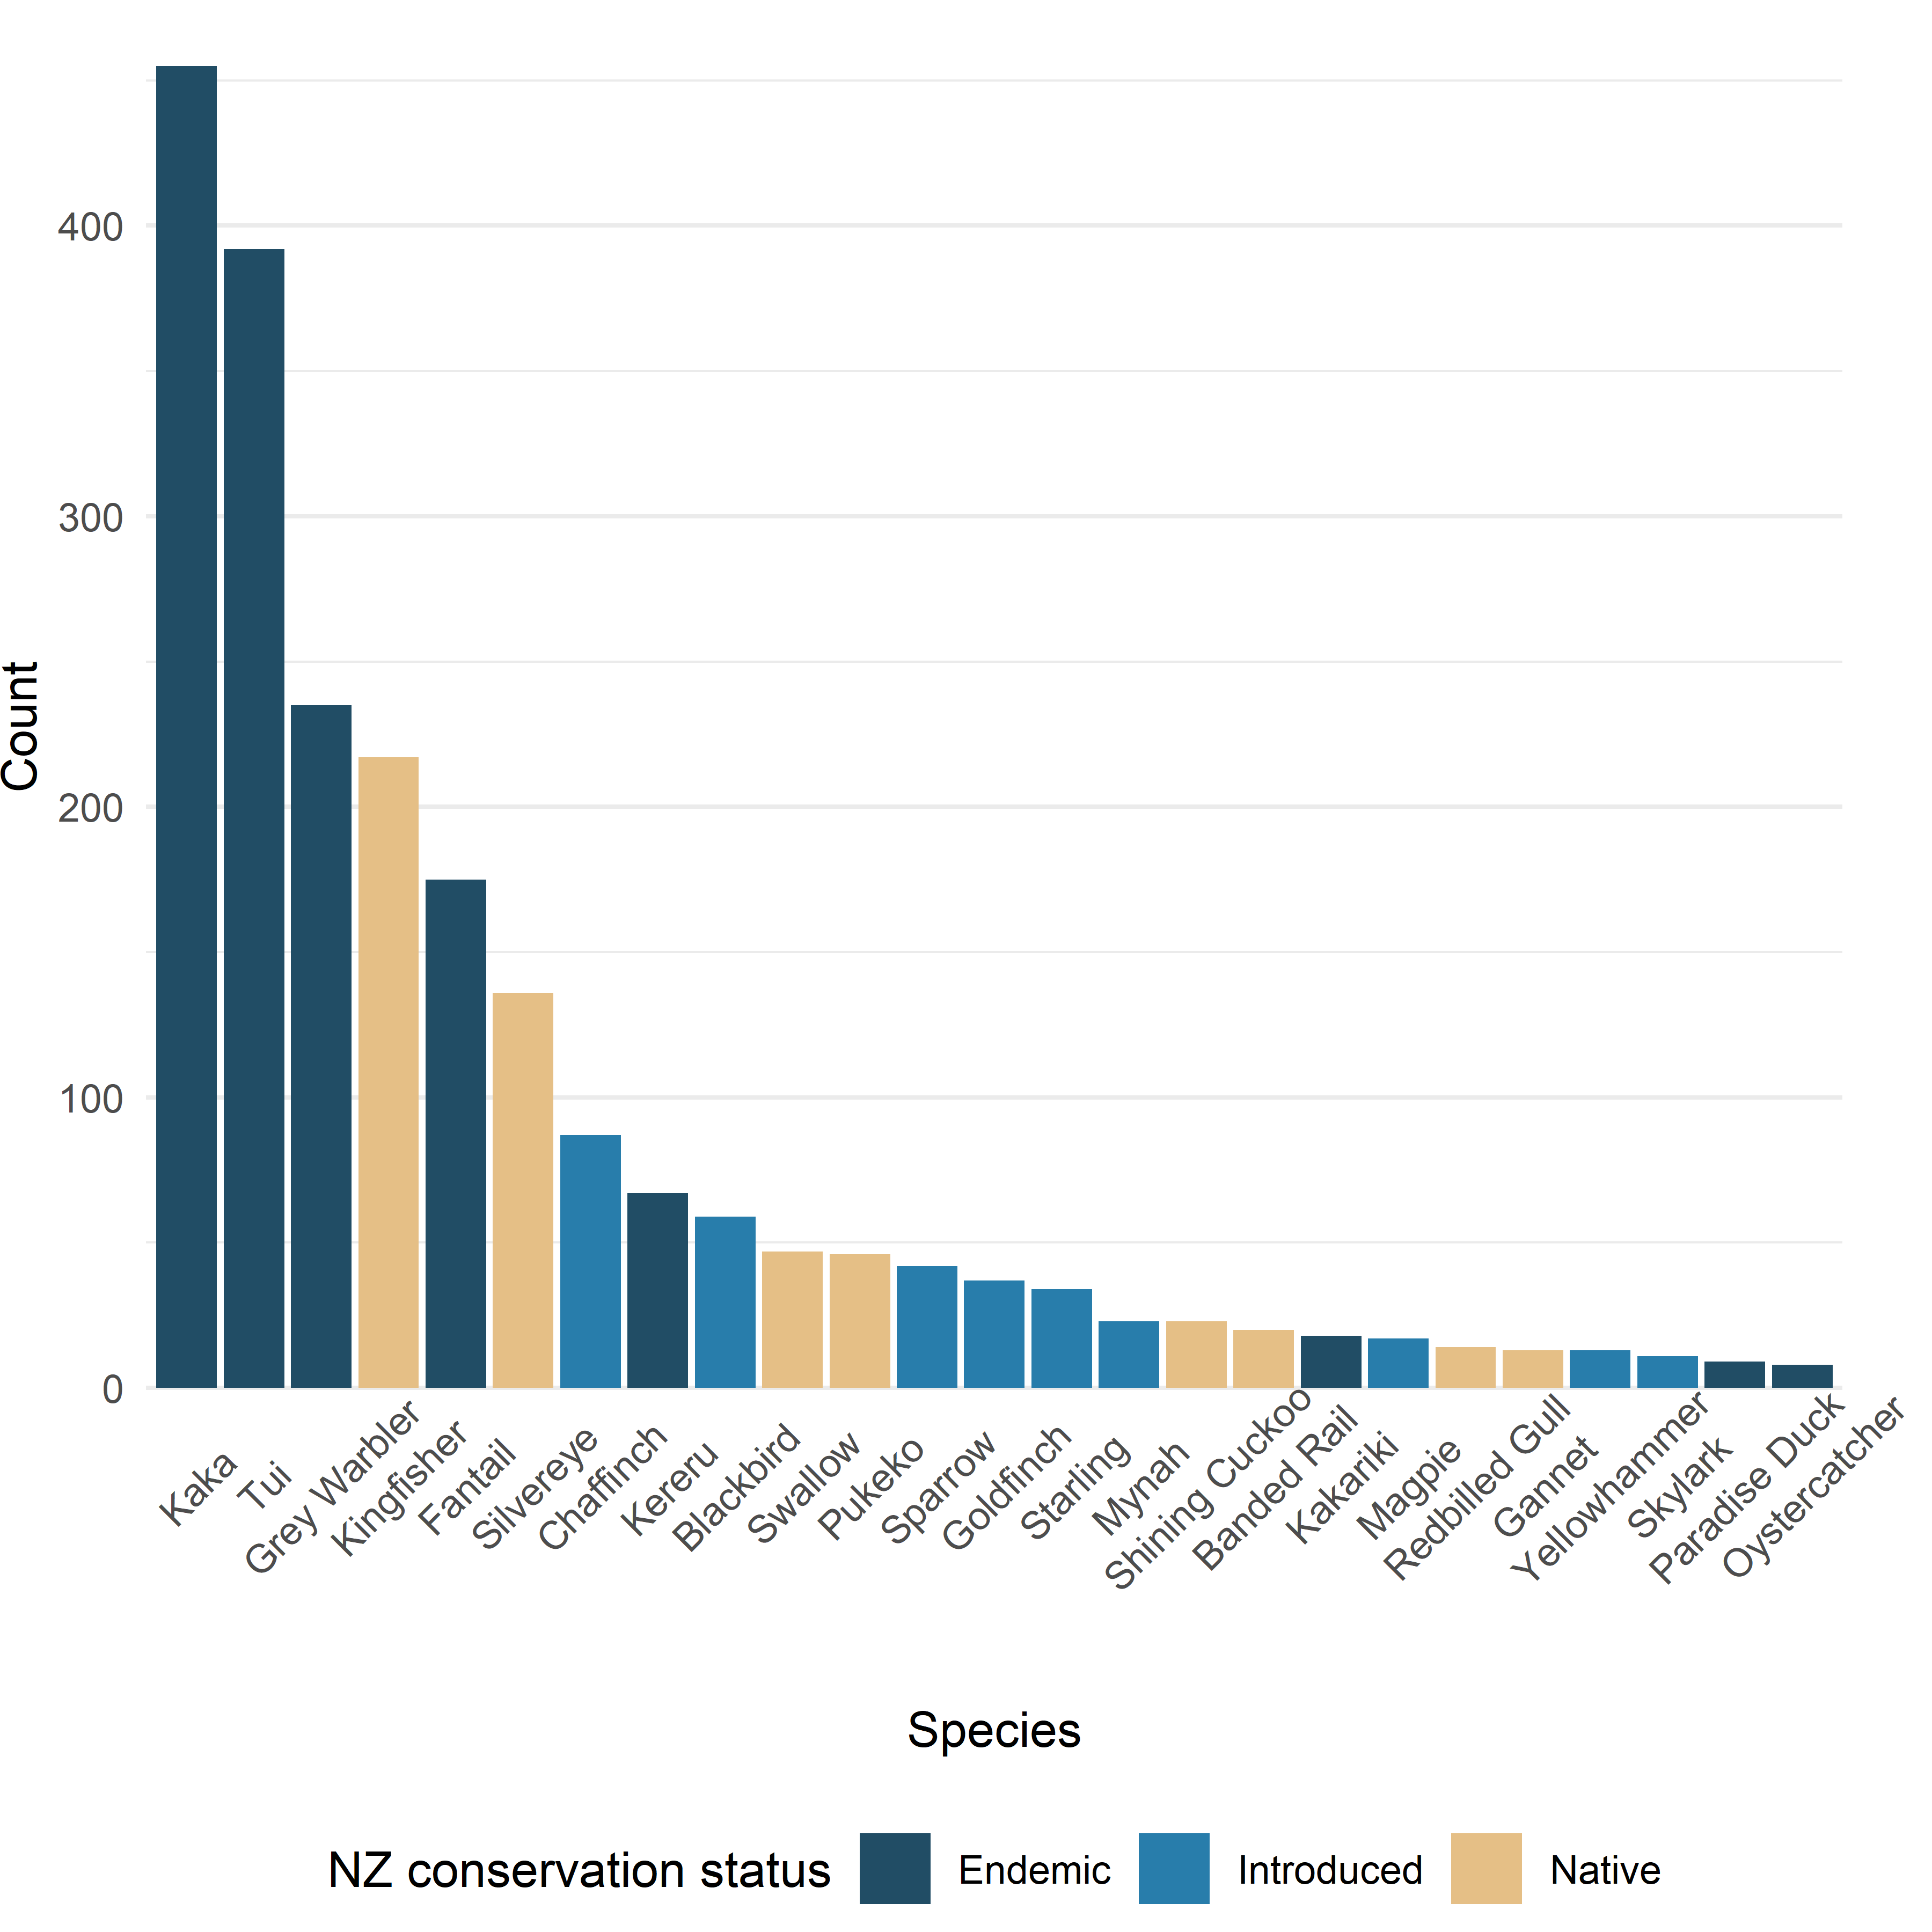 400
300
200
100
0
Count
Kaka
Tui
Grey Warbler
Kingfisher
Fantail
Silvereye
Chaffinch
Kereru
Blackbird
Swallow
Pukeko
Sparrow
Goldfinch
Starling
Mynah
Shining Cuckoo
Banded Rail
Kakariki
Magpie
Redbilled Gull
Gannet
Yellowhammer
Skylark
Paradise Duck
Oystercatcher
Species
NZ conservation status Endemic Introduced Native